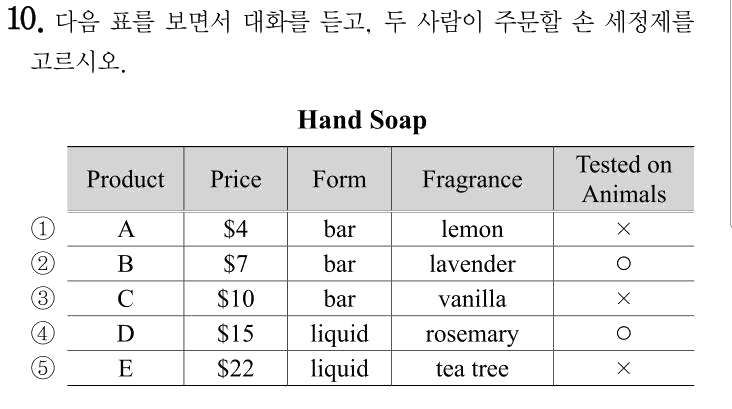 10. 다음 표를 보면서 대화를 듣고, 두 사람이 주문할 손 세정제를
고르시오.
Hand Soap
Product Price Form Fragrance Tested on Animals
① A $4 bar lemon ×
② B $7 bar lavender ○
③ C $10 bar vanilla ×
④ D $15 liquid rosemary ○
⑤ E $22 liquid tea tree ×